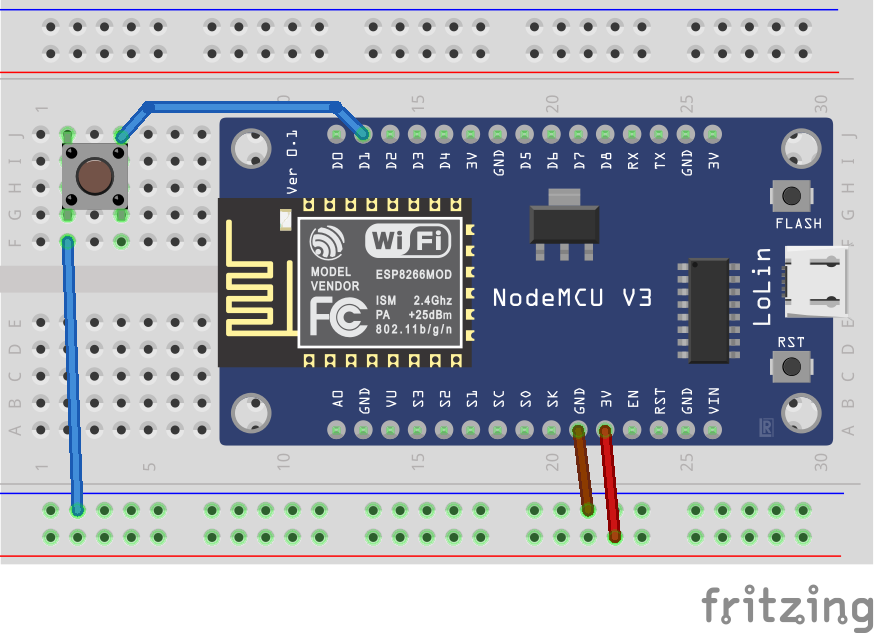 1 10 15 20 25 30
J I H G F
J I H G F
Ver 0.1
D0 D1 D2 D3 D4 3V GND D5 D6 D7 D8 RX TX GND 3V
FLASH
WiFi
MODEL
VENDOR
ESP8266MOD
FC
ISM 2.4Ghz
PA +25dBm
802.11b/g/n
NodeMCU V3
LoLin
RST
E D C B A
E D C B A
A0 GND VU S3 S2 S1 SC S0 SK GND 3V EN RST GND VIN
R
1 5 10 15 20 25 30
fritzing